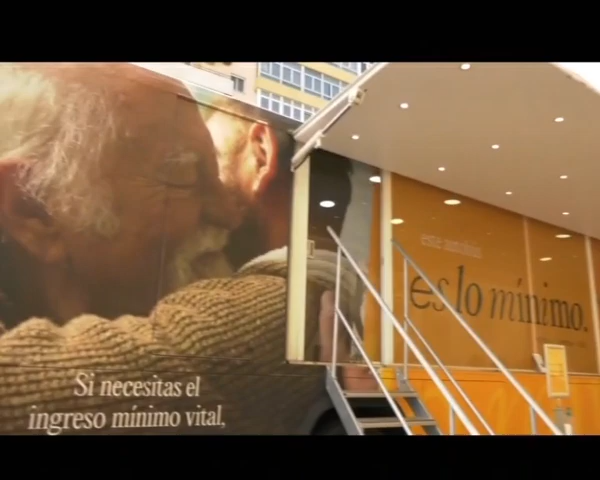 Si necesitas el
ingreso mínimo vital,
este autobús
es lo mínimo.